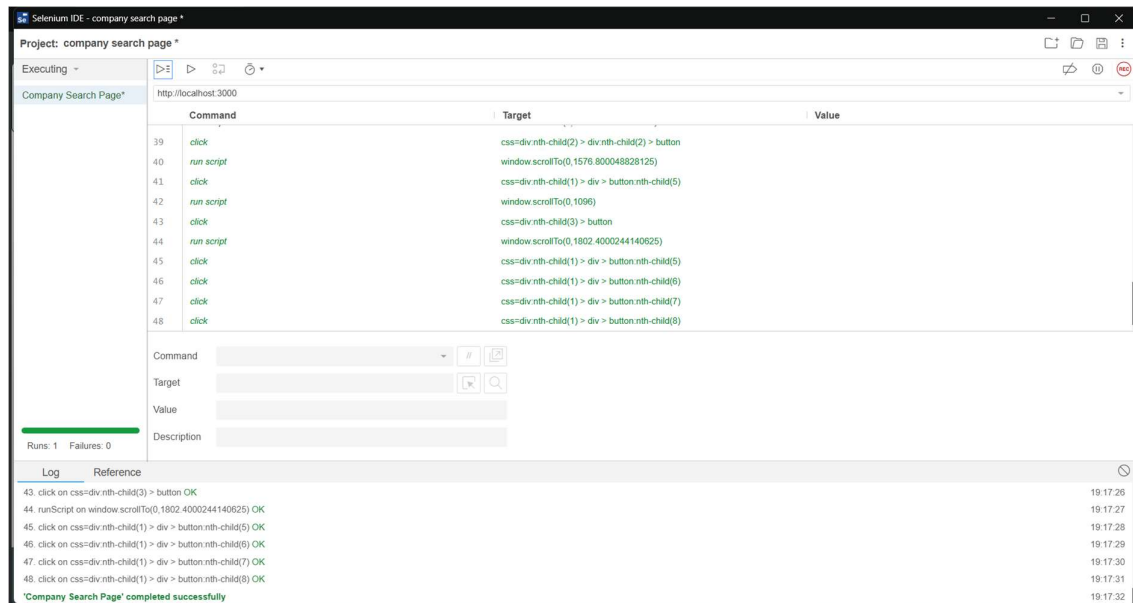 Se Selenium IDE - company search page *
Project: company search page *
Executing
Company Search Page*
http://localhost:3000
Command Target Value
39 click css=div:nth-child(2) > div:nth-child(2) > button
40 run script window.scrollTo(0,1576.800048828125)
41 click css=div:nth-child(1) > div > button:nth-child(5)
42 run script window.scrollTo(0,1096)
43 click css=div:nth-child(3) > button
44 run script window.scrollTo(0,1802.4000244140625)
45 click css=div:nth-child(1) > div > button:nth-child(5)
46 click css=div:nth-child(1) > div > button:nth-child(6)
47 click css=div:nth-child(1) > div > button:nth-child(7)
48 click css=div:nth-child(1) > div > button:nth-child(8)
Command //
Target
Value
Description
Runs: 1 Failures: 0
REC
Log Reference
43. click on css=div:nth-child(3) > button OK 19:17:26
44. runScript on window.scrollTo(0,1802.4000244140625) OK 19:17:27
45. click on css=div:nth-child(1) > div > button:nth-child(5) OK 19:17:28
46. click on css=div:nth-child(1) > div > button:nth-child(6) OK 19:17:29
47. click on css=div:nth-child(1) > div > button:nth-child(7) OK 19:17:30
48. click on css=div:nth-child(1) > div > button:nth-child(8) OK 19:17:31
'Company Search Page' completed successfully 19:17:32